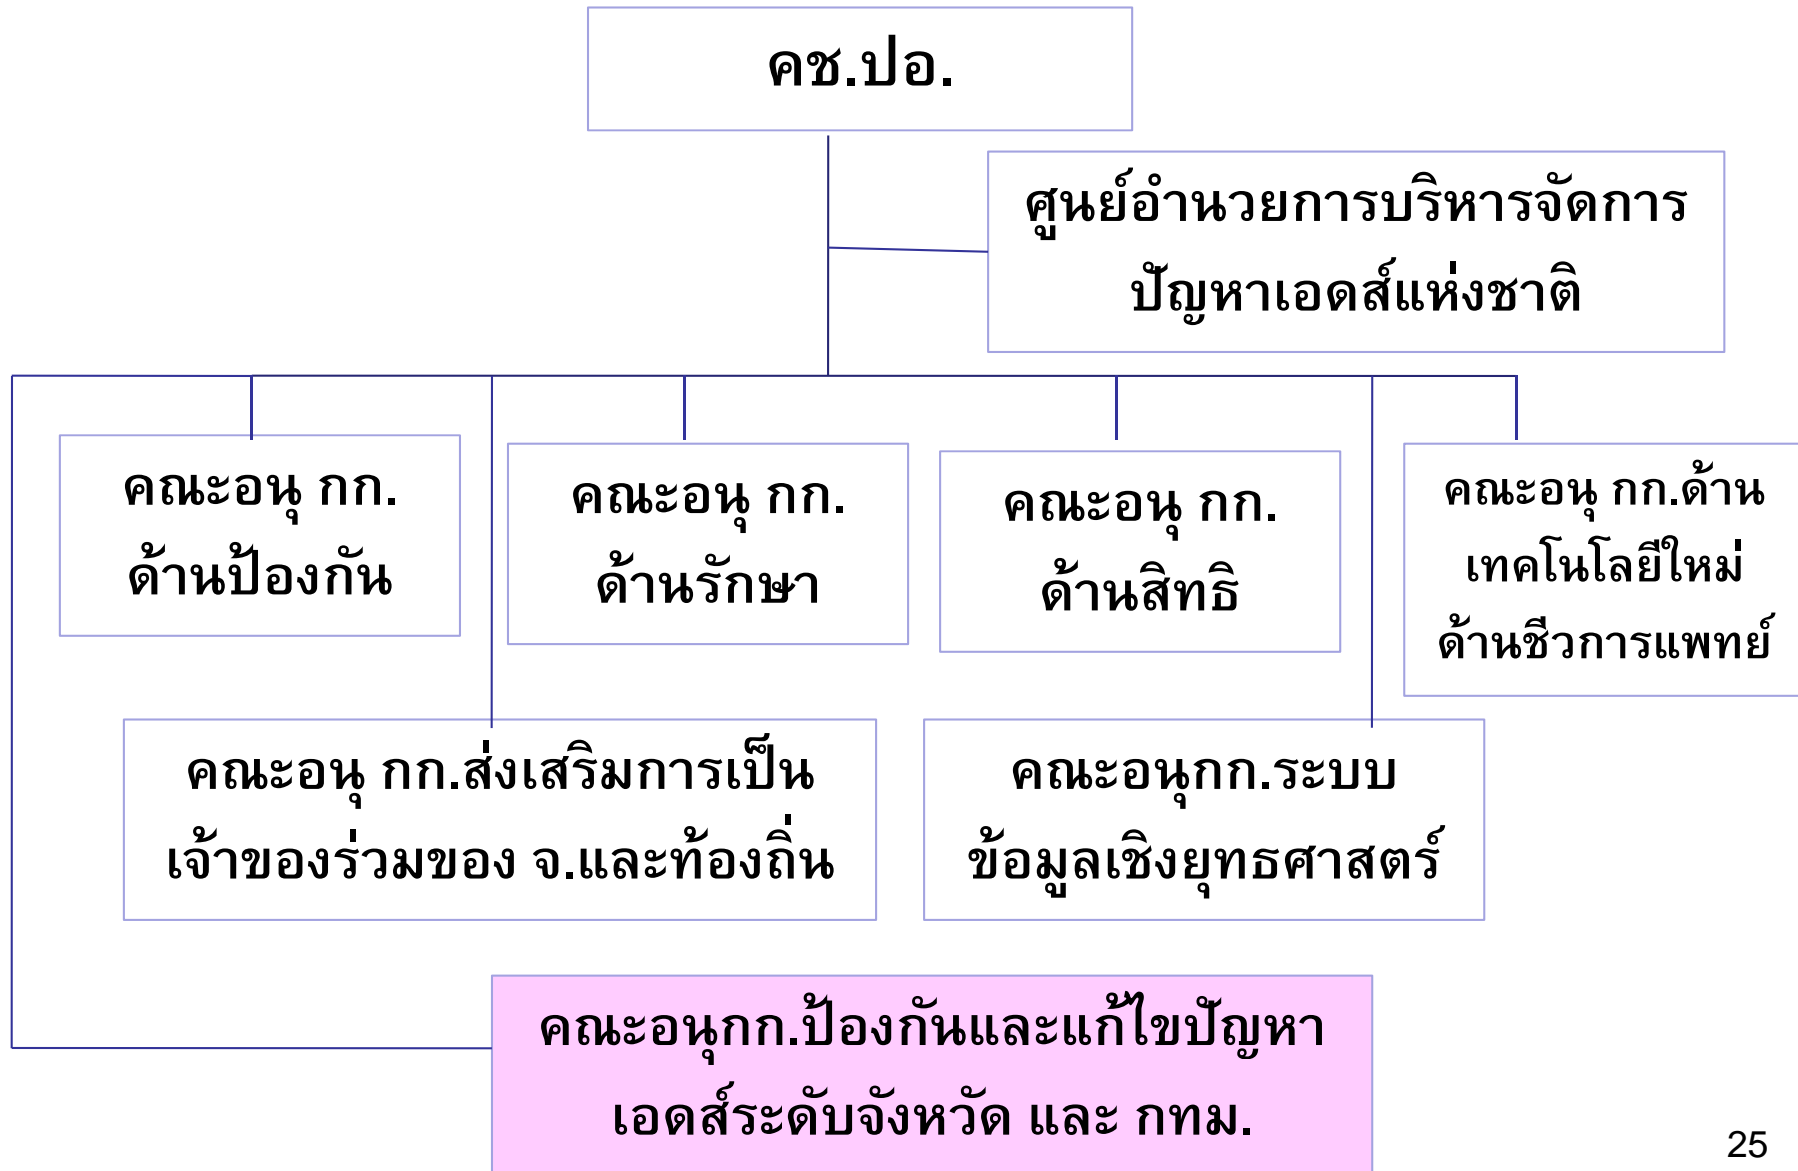 คช.ปอ.
ศูนย์อำนวยการบริหารจัดการ
ปัญหาเอดส์แห่งชาติ
คณะอนุ กก.
ด้านป้องกัน
คณะอนุ กก.
ด้านรักษา
คณะอนุ กก.
ด้านสิทธิ
คณะอนุ กก.ด้าน
เทคโนโลยีใหม่
ด้านชีวการแพทย์
คณะอนุ กก.ส่งเสริมการเป็น
เจ้าของร่วมของ จ.และท้องถิ่น
คณะอนุกก.ระบบ
ข้อมูลเชิงยุทธศาสตร์
คณะอนุกก.ป้องกันและแก้ไขปัญหา
เอดส์ระดับจังหวัด และ กทม.
25